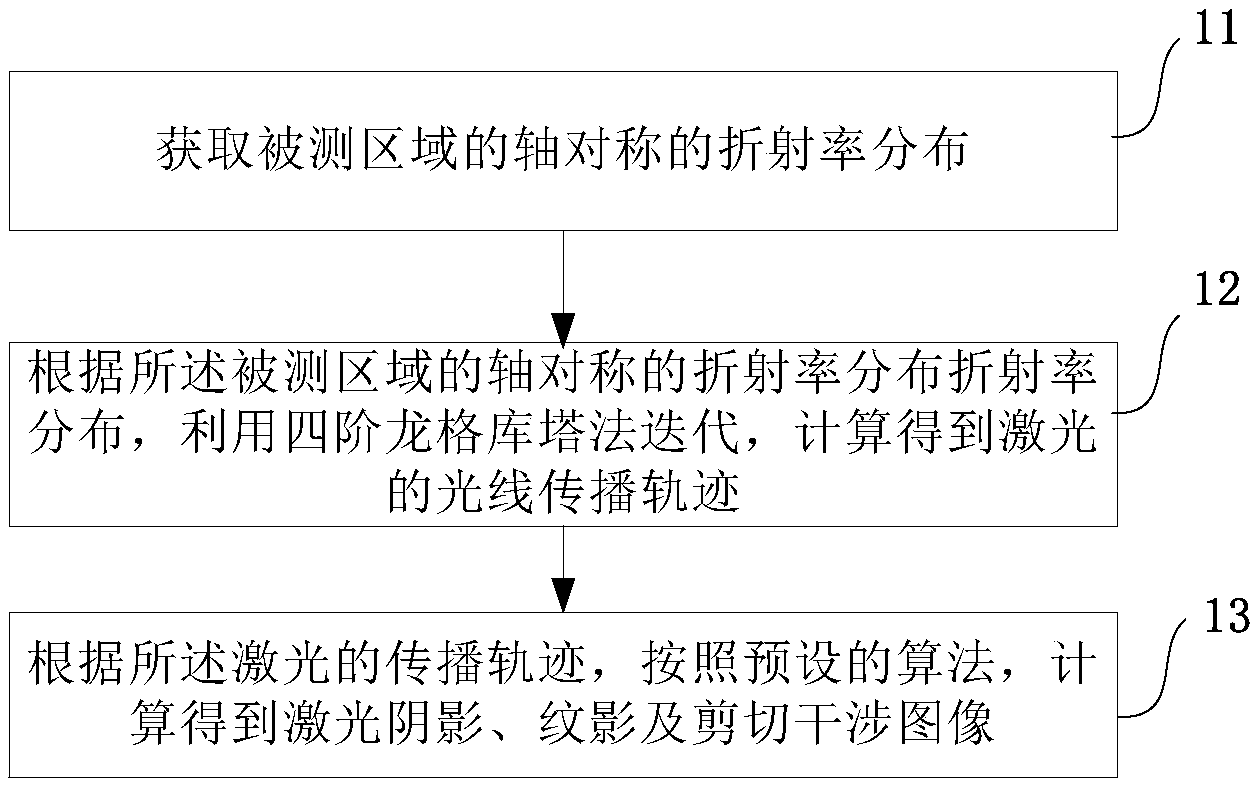 11
获取被测区域的轴对称的折射率分布
12
根据所述被测区域的轴对称的折射率分布折射率
分布，利用四阶龙格库塔法迭代，计算得到激光
的光线传播轨迹
13
根据所述激光的传播轨迹，按照预设的算法，计
算得到激光阴影、纹影及剪切干涉图像